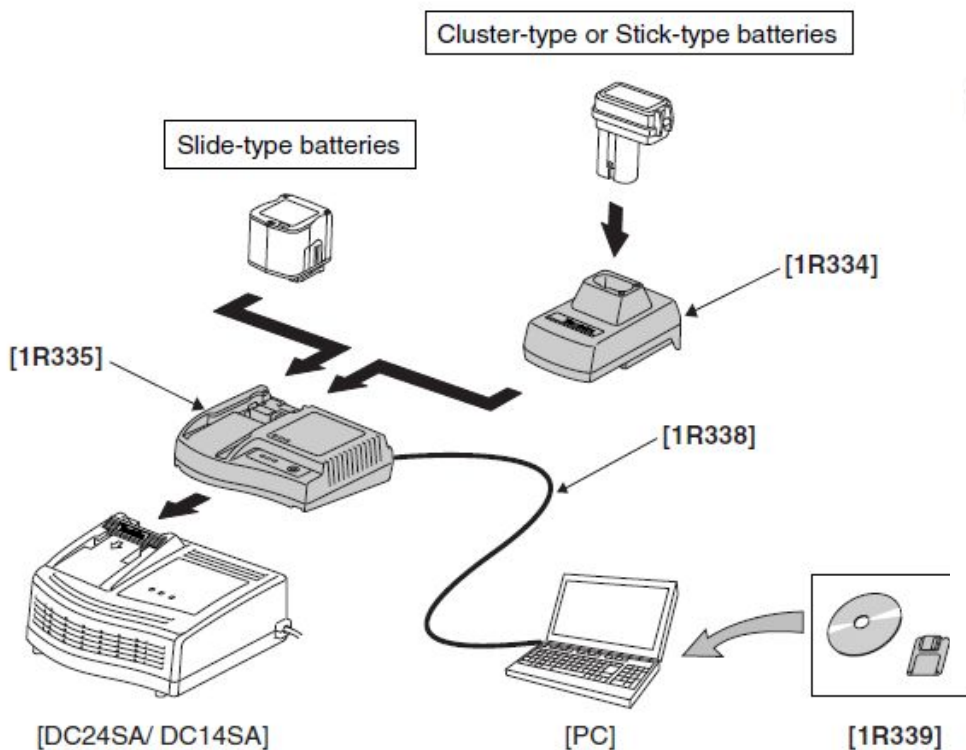 Cluster-type or Stick-type batteries
Slide-type batteries
[1R334]
[1R335]
[1R338]
[DC24SA/ DC14SA]
[PC]
[1R339]